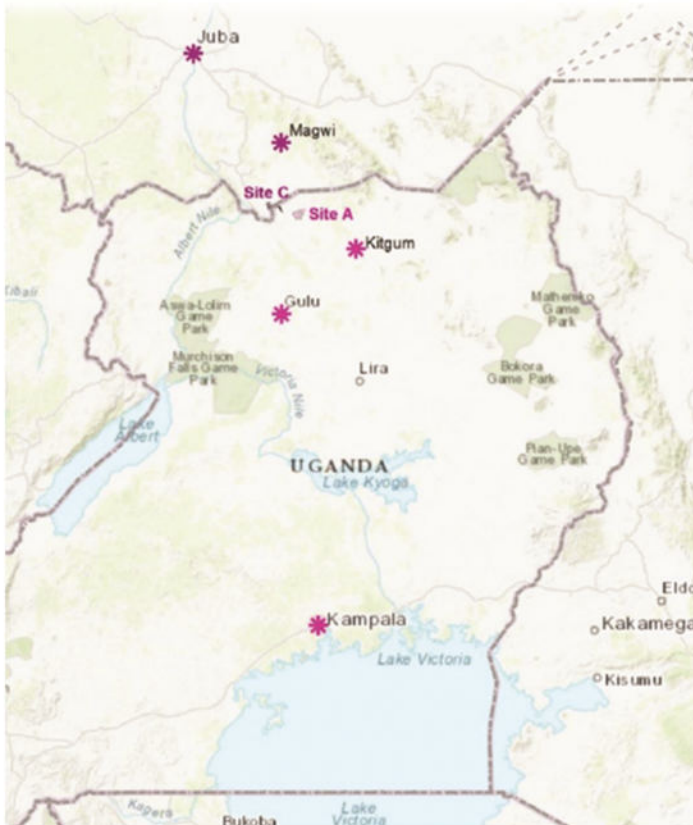 Juba
Magwi
Site C
Site A
Albert Nile
Kitgum
Kibali
Aswa-Lolim
Game
Park
Gulu
Matheniko
Game
Park
Murchison
Falls Game
Park
Victoria Nile
Lira
Bokora
Game Park
Lake
Albert
UGANDA
Lake Kyoga
Pian-Upe
Game Park
Eldo
Kampala
Kakamega
Lake Victoria
Kisumu
Kagera
Bukoba
Lake
Victoria